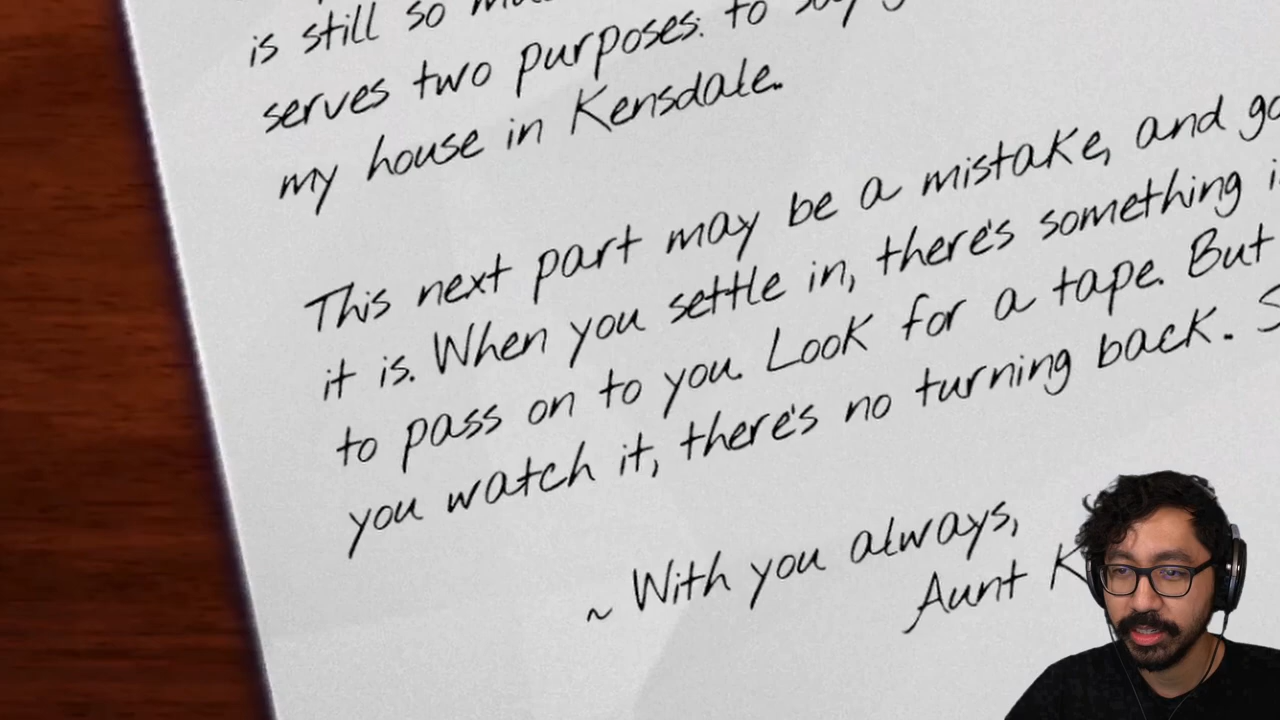 is still so
serves two purposes: to
my house in Kensdale.
This next part may be a mistake, and
it is. When you settle in, there's something
to pass on to you. Look for a tape. But
you watch it, there's no turning back.
~ With you always,
Aunt